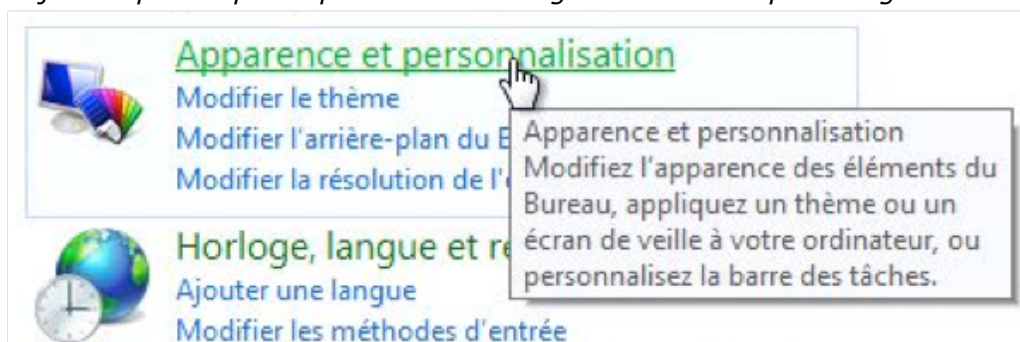 Apparence et personnalisation
Modifier le thème
Modifier l'arrière-plan du
Modifier la résolution de
Apparence et personnalisation
Modifiez l'apparence des éléments du
Bureau, appliquez un thème ou un
écran de veille à votre ordinateur, ou
personnalisez la barre des tâches.
Horloge, langue et
Ajouter une langue
Modifier les méthodes d'entrée